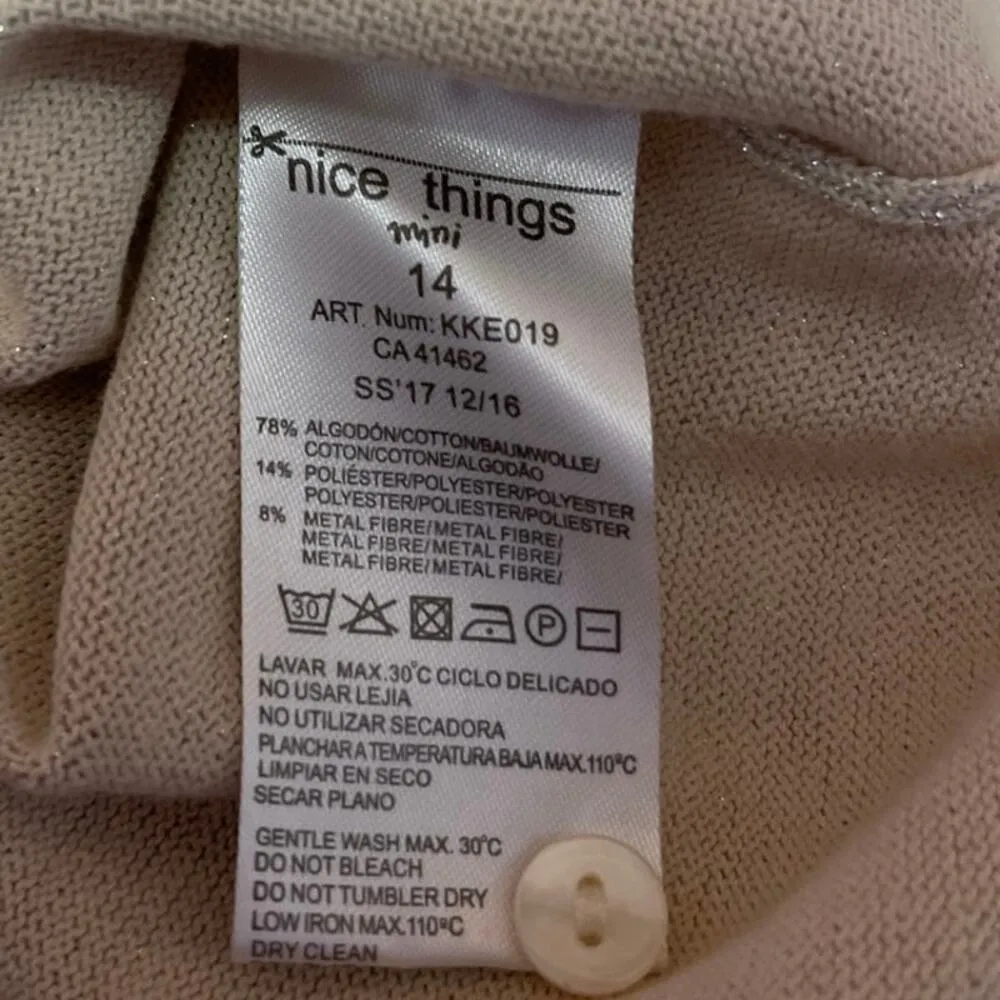 nice things
mini
14
ART. Num: KKE019
CA 41462
SS'17 12/16
78% ALGODÓN/COTTON/BAUMWOLLE/
COTON/COTONE/ALGODÃO
14% POLIÉSTER/POLYESTER/POLYESTER
POLYESTER/POLIESTER/POLIESTER
8% METAL FIBRE/METAL FIBRE/
METAL FIBRE/METAL FIBRE/
METAL FIBRE/METAL FIBRE/
30 P
LAVAR MAX.30°C CICLO DELICADO
NO USAR LEJIA
NO UTILIZAR SECADORA
PLANCHAR A TEMPERATURA BAJA MAX.110ºC
LIMPIAR EN SECO
SECAR PLANO
GENTLE WASH MAX. 30°C
DO NOT BLEACH
DO NOT TUMBLER DRY
LOW IRON MAX.110ºC
DRY CLEAN